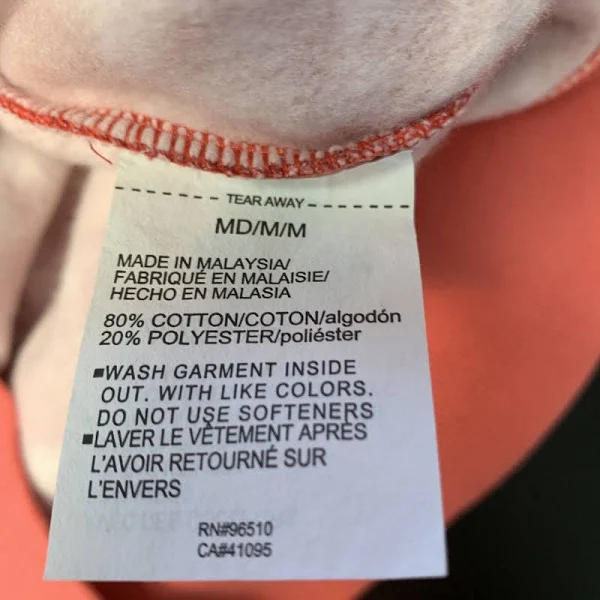 TEAR AWAY
MD/M/M
MADE IN MALAYSIA/
FABRIQUÉ EN MALAISIE/
HECHO EN MALASIA
80% COTTON/COTON/algodón
20% POLYESTER/poliéster
▪WASH GARMENT INSIDE
OUT. WITH LIKE COLORS.
DO NOT USE SOFTENERS
▪LAVER LE VÊTEMENT APRÈS
L'AVOIR RETOURNÉ SUR
L'ENVERS
RN#96510
CA#41095